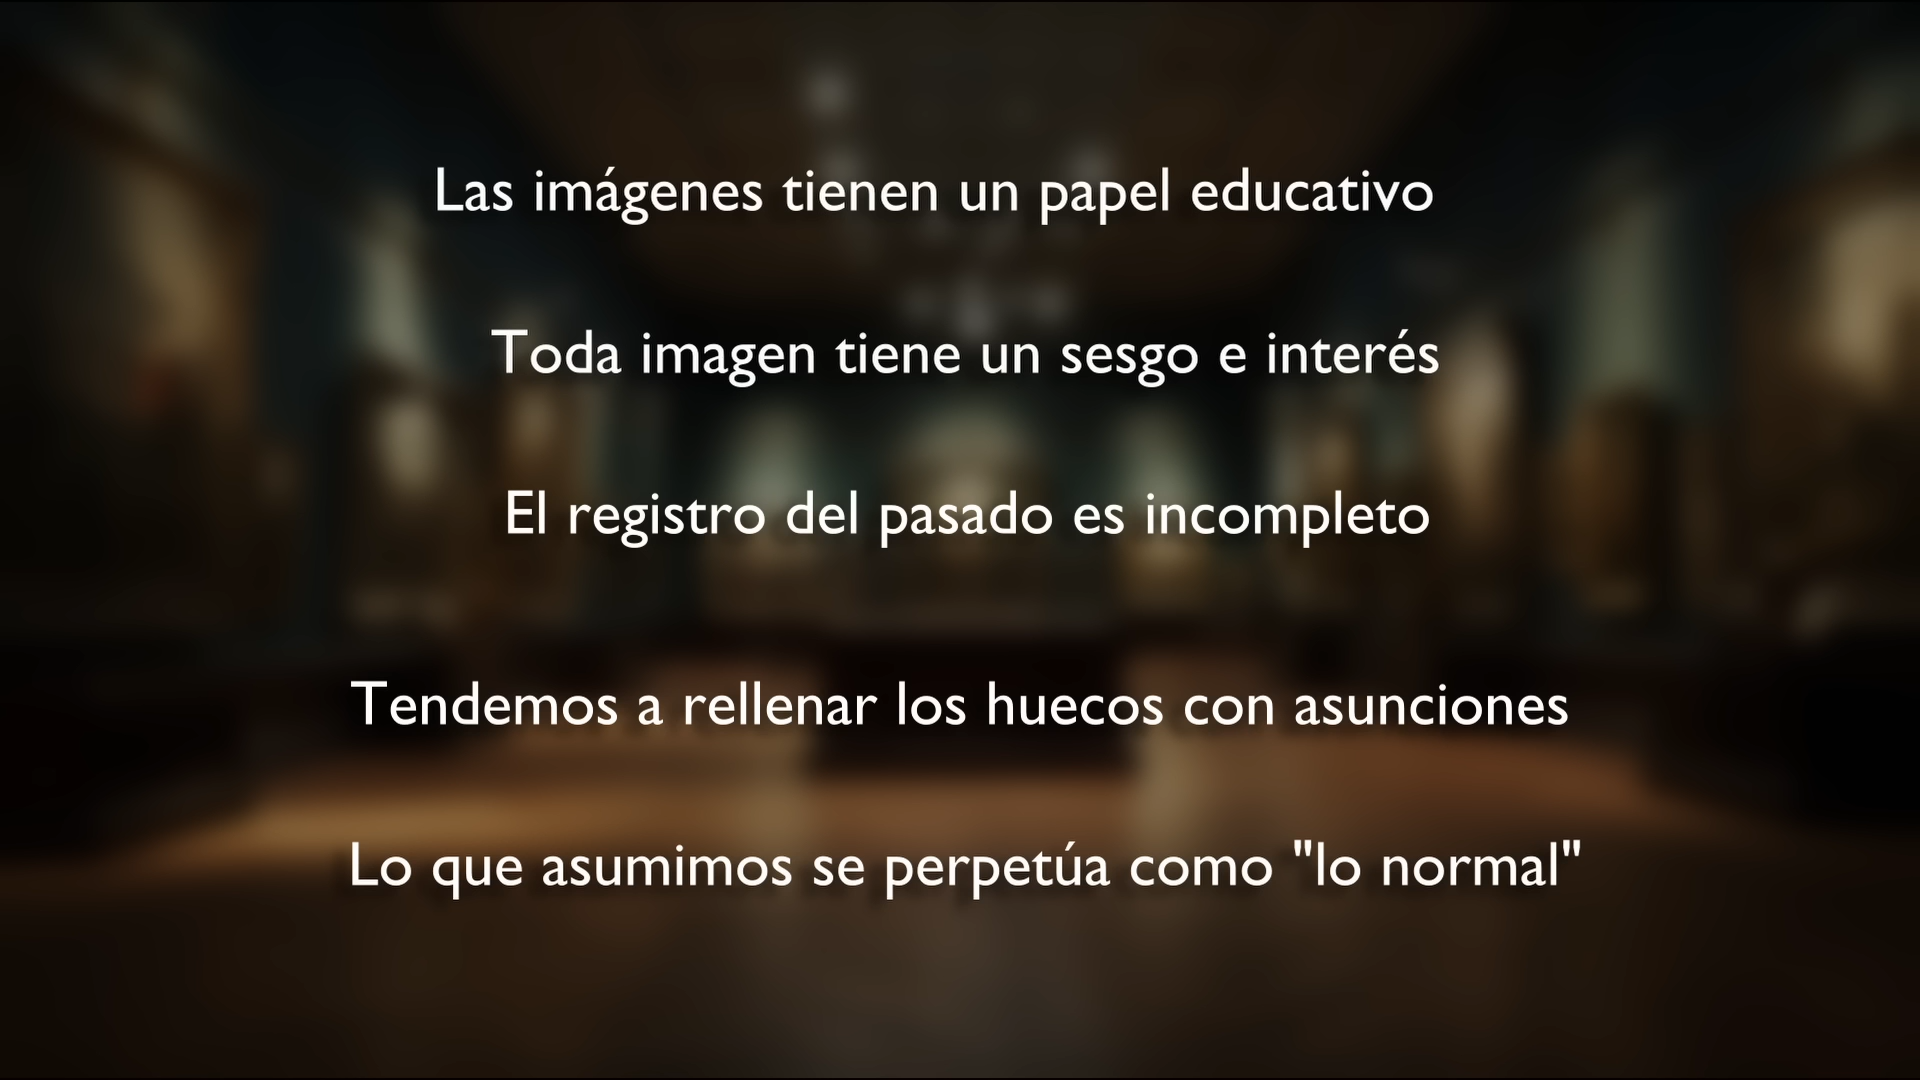 Las imágenes tienen un papel educativo
Toda imagen tiene un sesgo e interés
El registro del pasado es incompleto
Tendemos a rellenar los huecos con asunciones
Lo que asumimos se perpetúa como "lo normal"